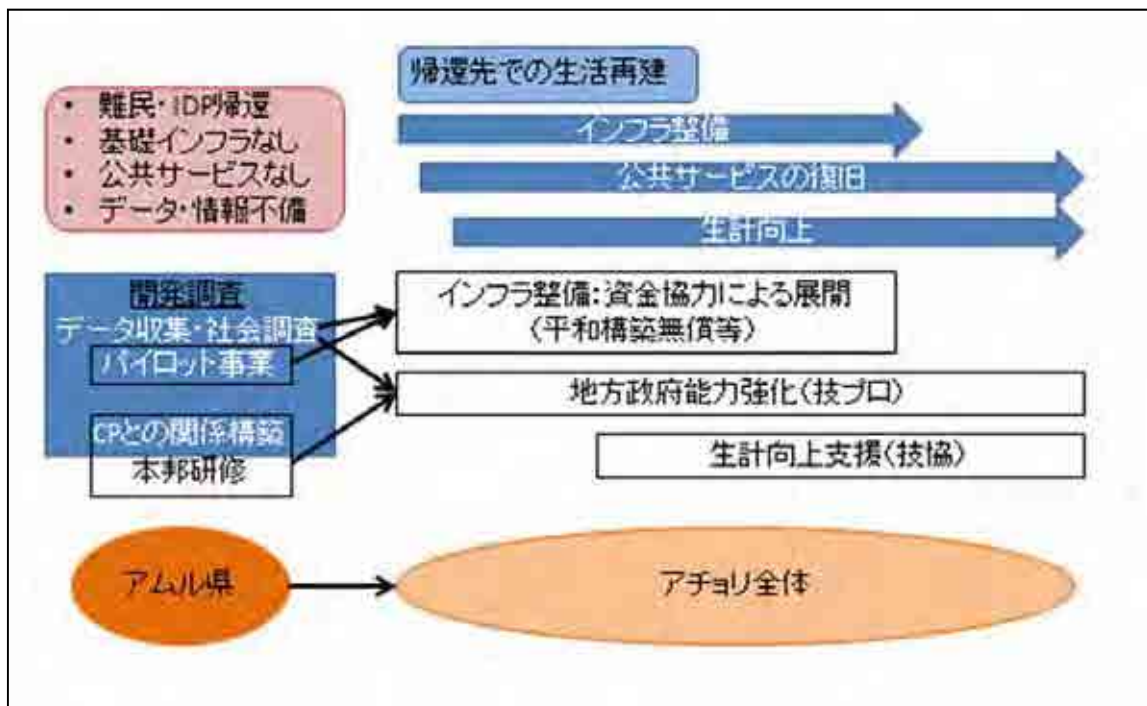 帰還先での生活再建
・ 難民・IDP帰還
・ 基礎インフラなし
・ 公共サービスなし
・ データ・情報不備
インフラ整備
公共サービスの復旧
生計向上
開発調査
データ収集・社会調査
パイロット事業
CPとの関係構築
本邦研修
インフラ整備:資金協力による展開
(平和構築無償等)
地方政府能力強化(技プロ)
生計向上支援(技協)
アムル県
アチョリ全体